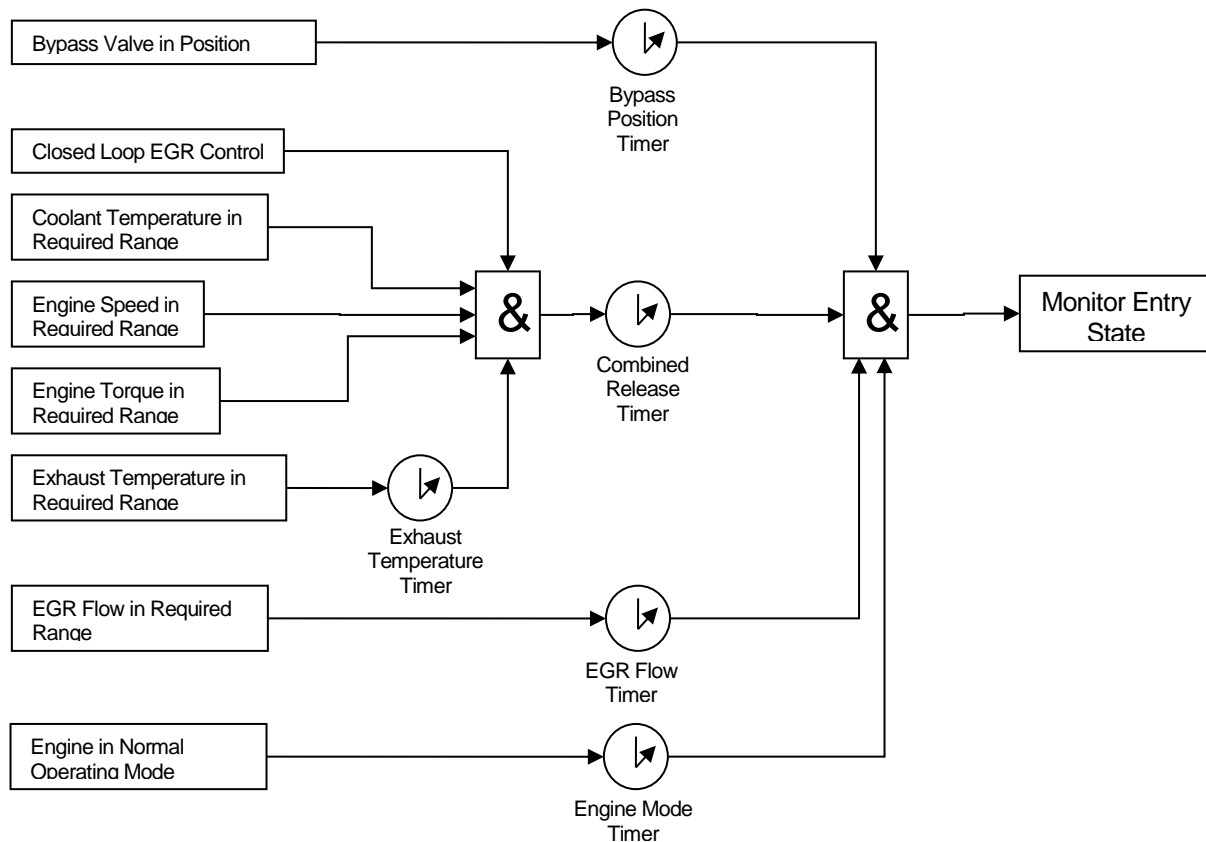 Bypass Valve in Position
Bypass
Position
Timer
Closed Loop EGR Control
Coolant Temperature in
Required Range
Engine Speed in
Required Range
&
&
Monitor Entry
State
Combined
Release
Timer
Engine Torque in
Required Range
Exhaust Temperature in
Required Range
Exhaust
Temperature
Timer
EGR Flow in Required
Range
EGR Flow
Timer
Engine in Normal
Operating Mode
Engine Mode
Timer